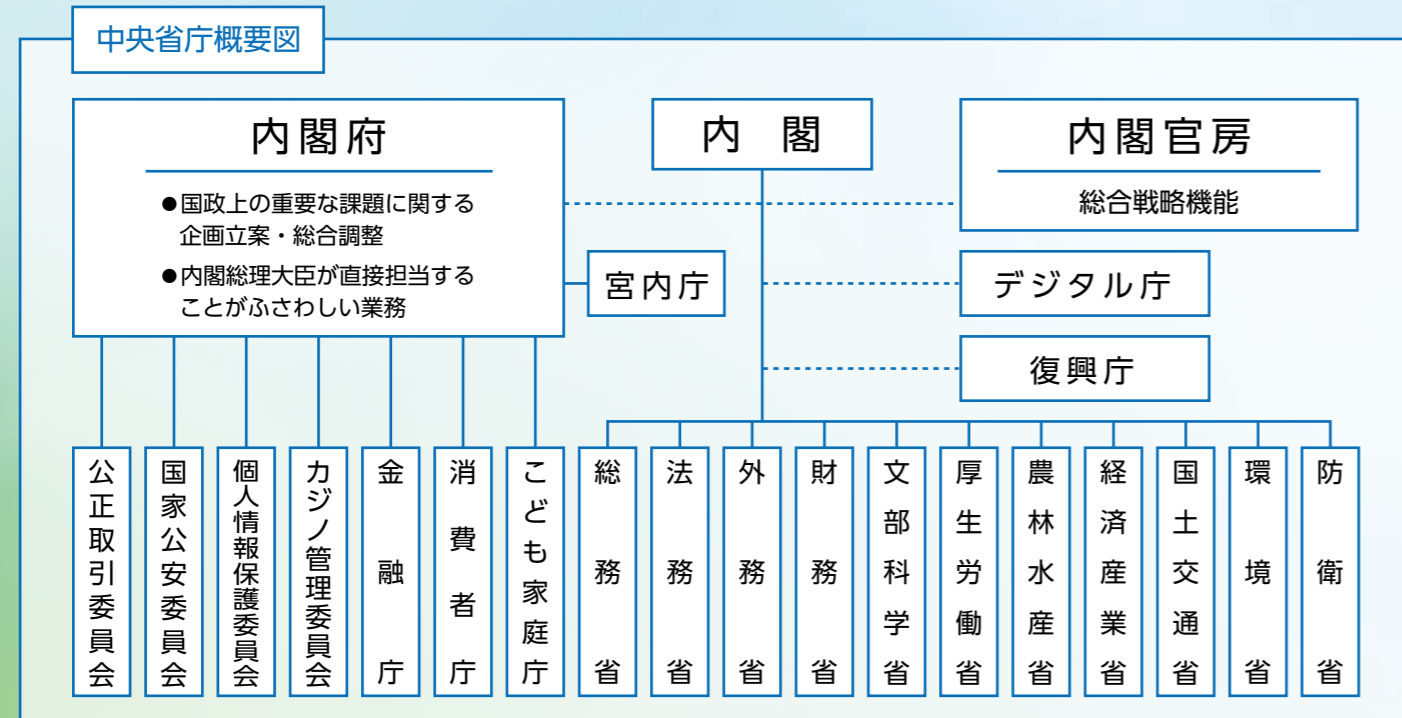 中央省庁概要図
内閣府
●国政上の重要な課題に関する
企画立案・総合調整
●内閣総理大臣が直接担当する
ことがふさわしい業務
内 閣
内閣官房
総合戦略機能
宮内庁
デジタル庁
復興庁
公正取引委員会
国家公安委員会
個人情報保護委員会
カジノ管理委員会
金融庁
消費者庁
こども家庭庁
総務省
法務省
外務省
財務省
文部科学省
厚生労働省
農林水産省
経済産業省
国土交通省
環境省
防衛省